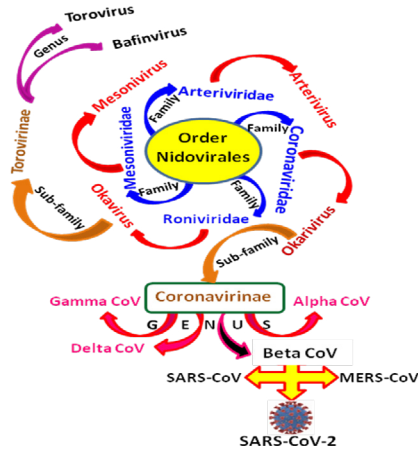 Torovirus
Genus
Bafinvirus
Mesonivirus
Family
Arteriviridae
Arterivirus
Torovirinae
Mesoniviridae
Order
Nidovirales
Family
Coronaviridae
Family
Family
Okavirus
Roniviridae
Okarivirus
Sub-family
Sub-family
Coronavirinae
Gamma CoV
Alpha CoV
GENUS
Delta CoV
Beta CoV
SARS-CoV
MERS-CoV
SARS-CoV-2